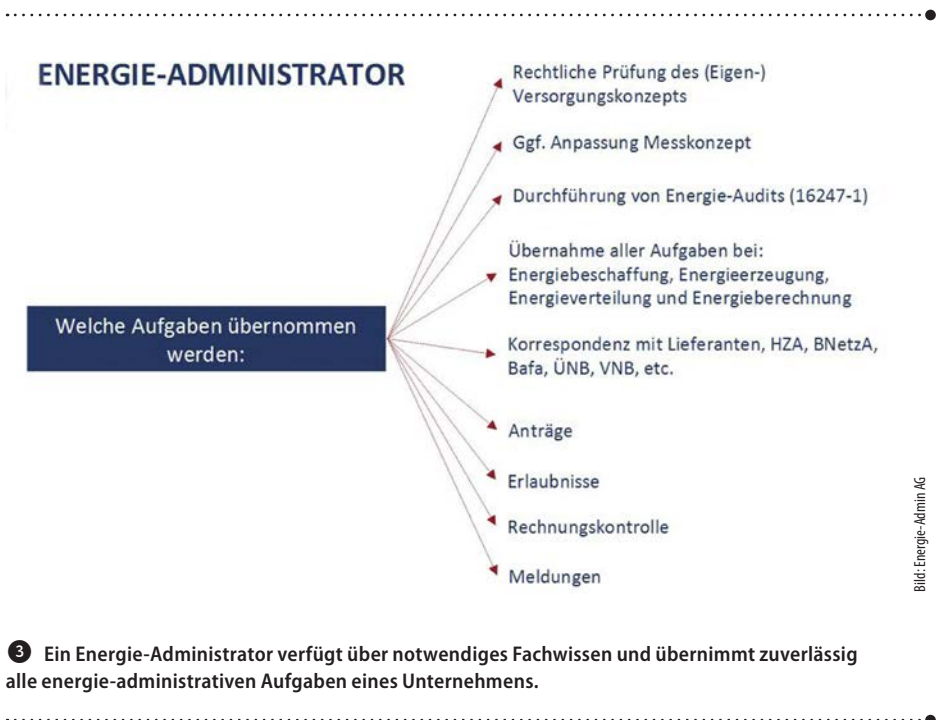 ENERGIE-ADMINISTRATOR
Rechtliche Prüfung des (Eigen-)
Versorgungskonzepts
Ggf. Anpassung Messkonzept
Durchführung von Energie-Audits (16247-1)
Übernahme aller Aufgaben bei:
Energiebeschaffung, Energieerzeugung,
Energieverteilung und Energieberechnung
Welche Aufgaben übernommen
werden:
Korrespondenz mit Lieferanten, HZA, BNetzA,
Bafa, ÜNB, VNB, etc.
Anträge
Erlaubnisse
Rechnungskontrolle
Meldungen
Bild: Energie-Admin AG
❸ Ein Energie-Administrator verfügt über notwendiges Fachwissen und übernimmt zuverlässig
alle energie-administrativen Aufgaben eines Unternehmens.